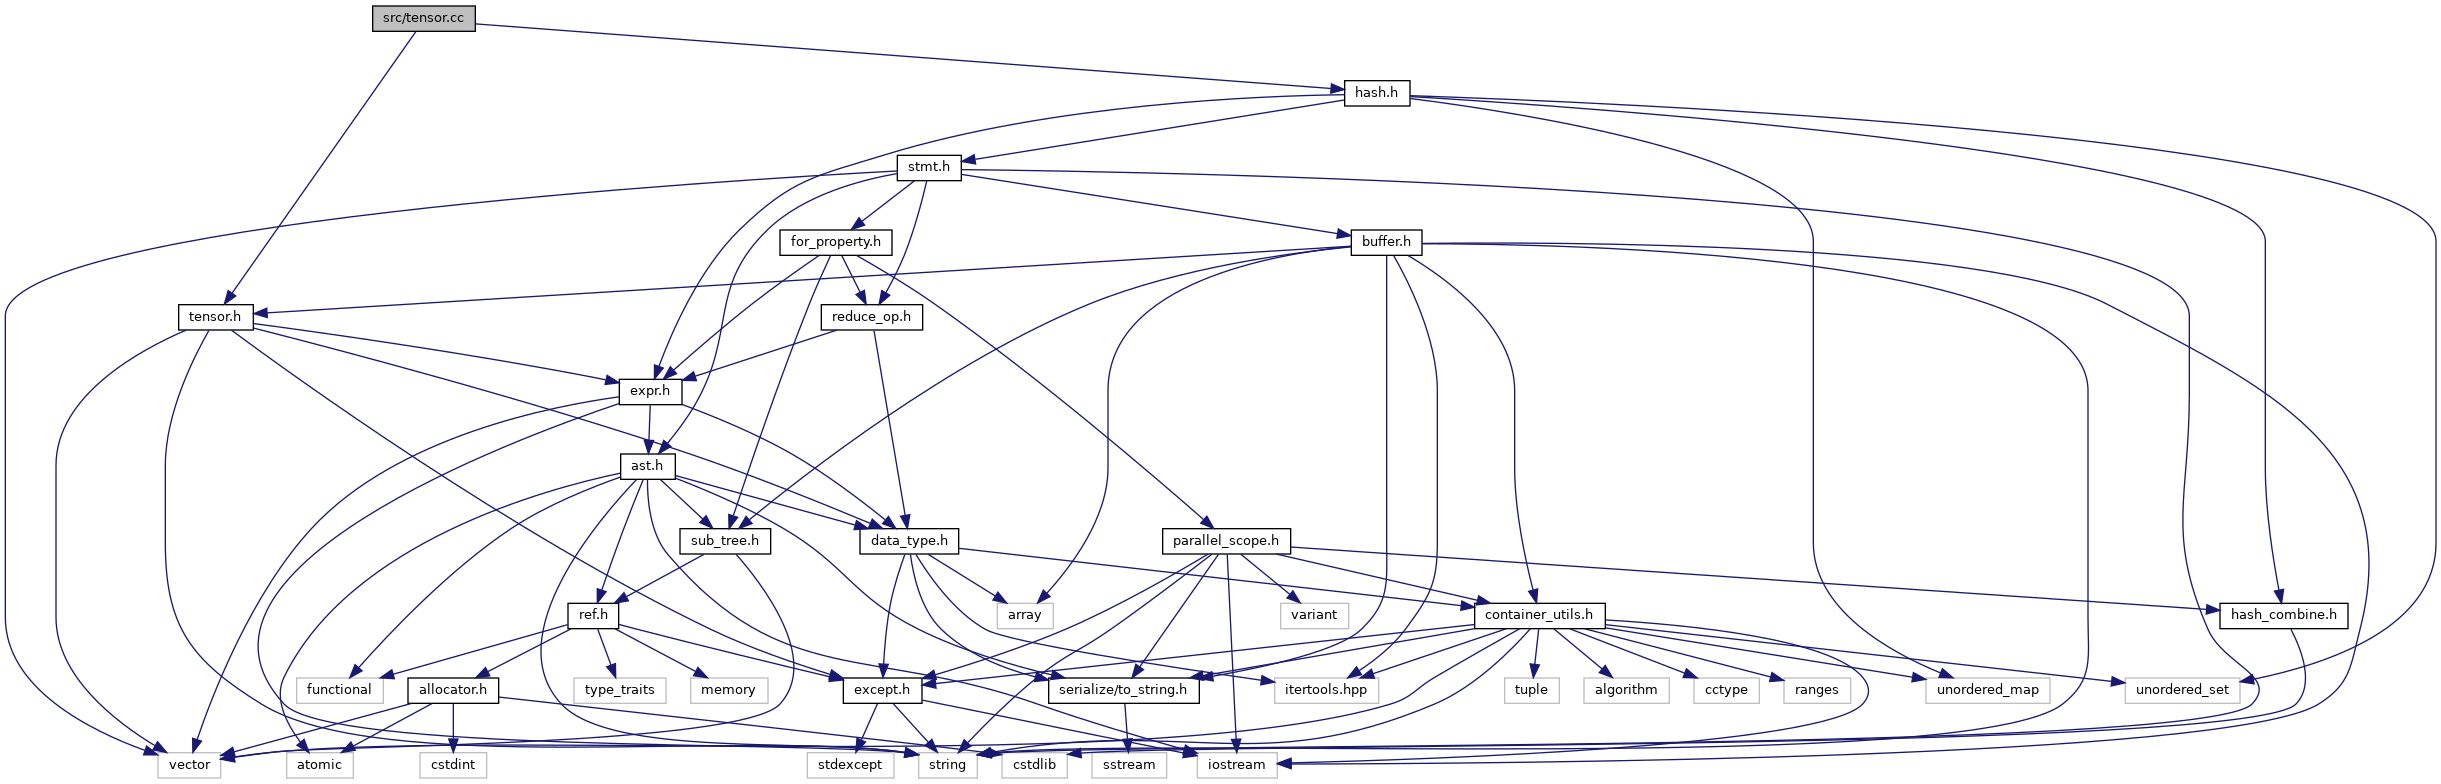 src/tensor.cc
hash.h
stmt.h
for_property.h
buffer.h
tensor.h
reduce_op.h
expr.h
ast.h
sub_tree.h
data_type.h
parallel_scope.h
ref.h
array
variant
container_utils.h
hash_combine.h
functional
allocator.h
type_traits
memory
except.h
serialize/to_string.h
itertools.hpp
tuple
algorithm
cctype
ranges
unordered_map
unordered_set
vector
atomic
cstdint
stdexcept
string
cstdlib
sstream
iostream